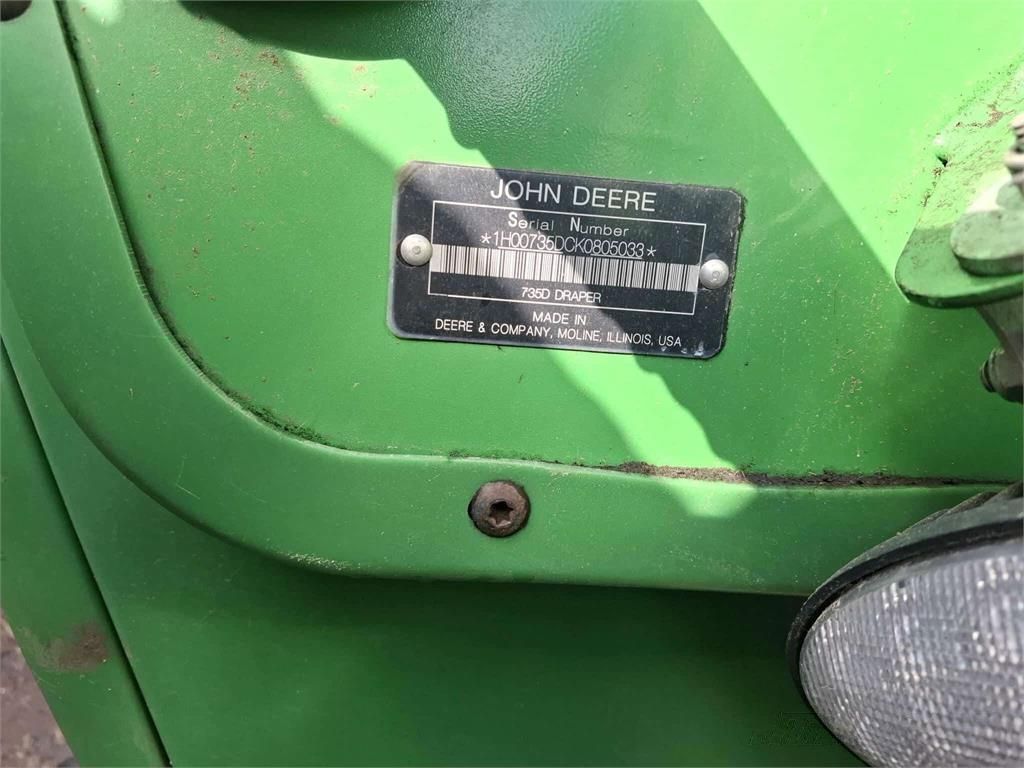 JOHN DEERE
Serial Number
*1H00735DCK0805033*
735D DRAPER
MADE IN
DEERE & COMPANY, MOLINE, ILLINOIS, USA